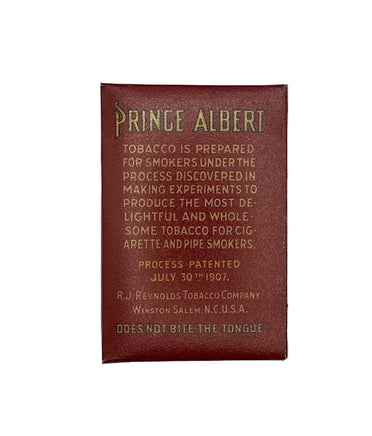 PRINCE ALBERT
TOBACCO IS PREPARED
FOR SMOKERS UNDER THE
PROCESS DISCOVERED IN
MAKING EXPERIMENTS TO
PRODUCE THE MOST DE-
LIGHTFUL AND WHOLE-
SOME TOBACCO FOR CIG-
ARETTE AND PIPE SMOKERS.
PROCESS PATENTED
JULY 30TH 1907.
R.J. REYNOLDS TOBACCO COMPANY
WINSTON SALEM, N.C.U.S.A.
DOES NOT BITE THE TONGUE